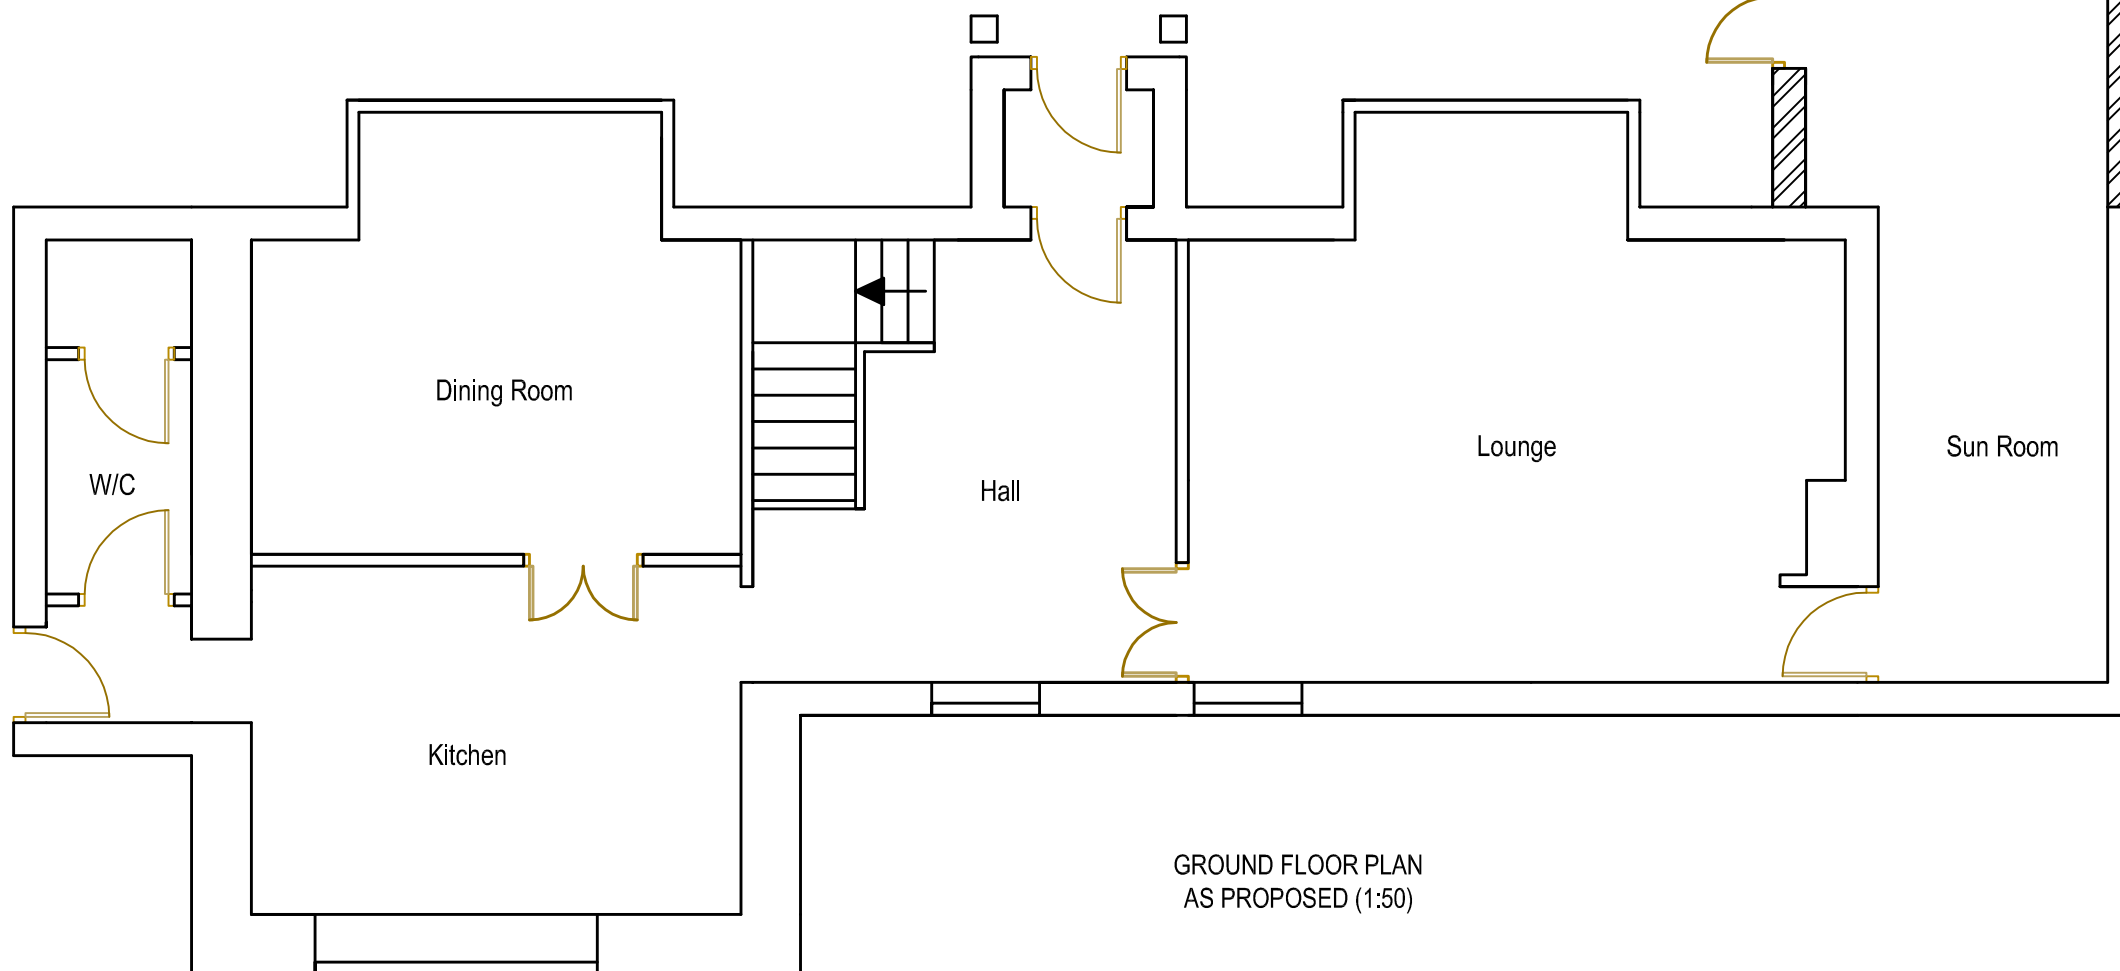 Dining Room
Lounge
Sun Room
W/C
Hall
Kitchen
GROUND FLOOR PLAN
AS PROPOSED (1:50)